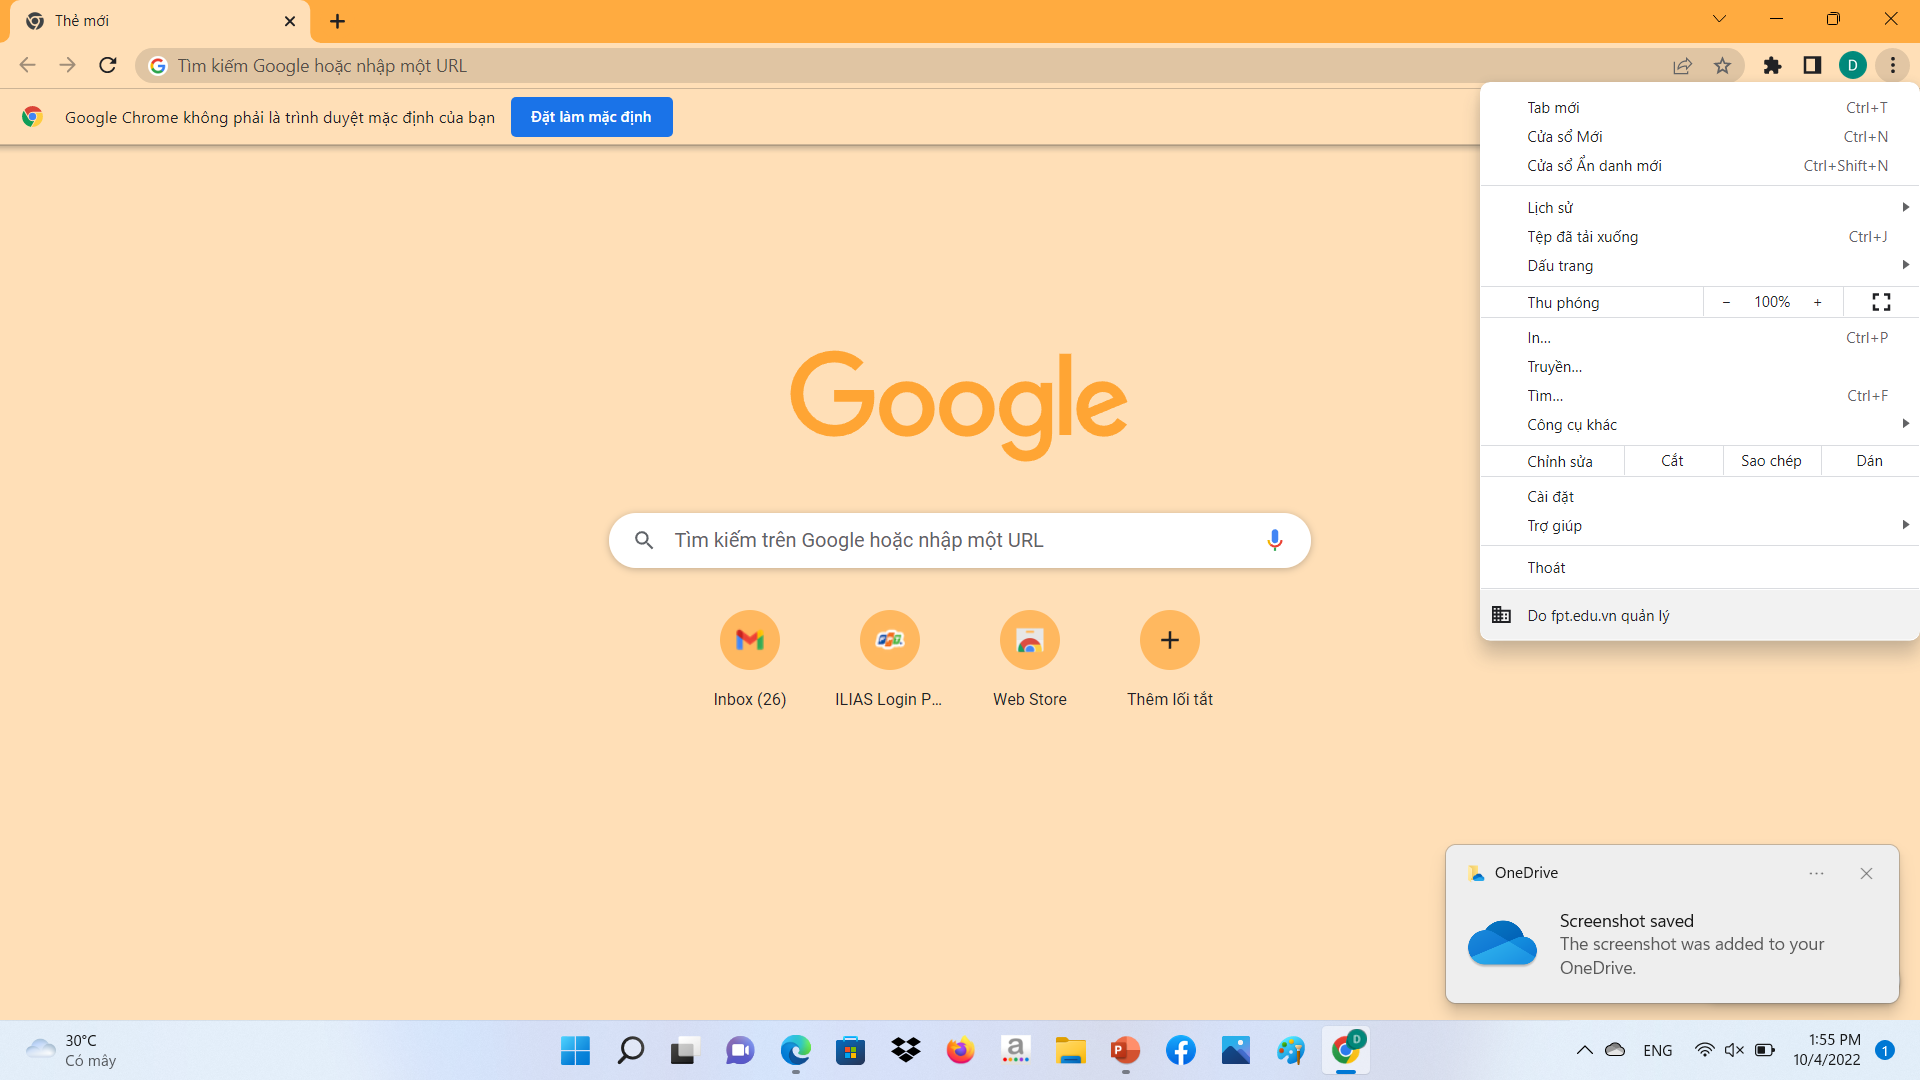 Thẻ mới
Tìm kiếm Google hoặc nhập một URL
D
Google Chrome không phải là trình duyệt mặc định của bạn
Đặt làm mặc định
Tab mới Ctrl+T
Cửa sổ Mới Ctrl+N
Cửa sổ Ẩn danh mới Ctrl+Shift+N
Lịch sử
Tệp đã tải xuống Ctrl+J
Dấu trang
Thu phóng - 100% +
In... Ctrl+P
Truyền...
Tìm... Ctrl+F
Công cụ khác
Chỉnh sửa Cắt Sao chép Dán
Cài đặt
Trợ giúp
Thoát
Do fpt.edu.vn quản lý
Google
Tìm kiếm trên Google hoặc nhập một URL
FPT
Inbox (26) ILIAS Login P... Web Store Thêm lối tắt
OneDrive
Screenshot saved
The screenshot was added to your
OneDrive.
30°C
Có mây
a
P
D
ENG
1:55 PM
10/4/2022
1